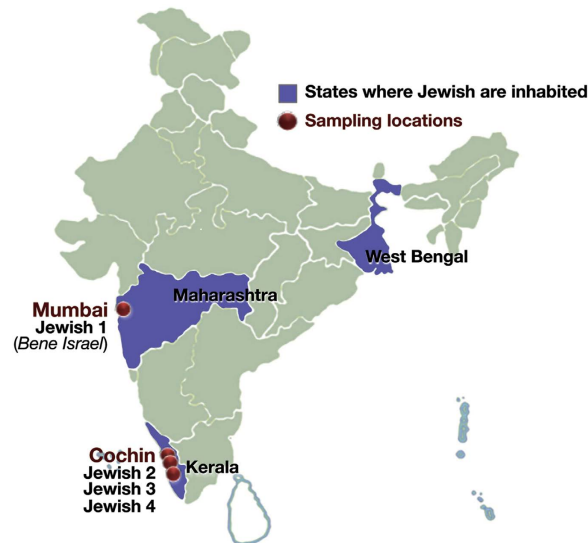 States where Jewish are inhabited
Sampling locations
West Bengal
Maharashtra
Mumbai
Jewish 1
(Bene Israel)
Cochin
Kerala
Jewish 2
Jewish 3
Jewish 4